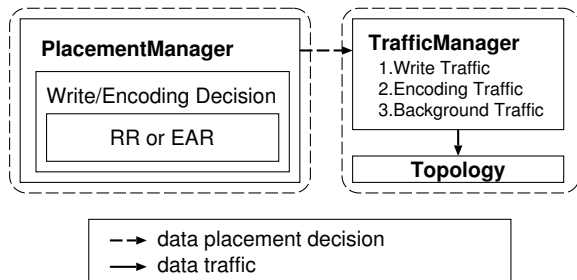 PlacementManager
Write/Encoding Decision
RR or EAR
TrafficManager
1.Write Traffic
2.Encoding Traffic
3.Background Traffic
Topology
data placement decision
data traffic